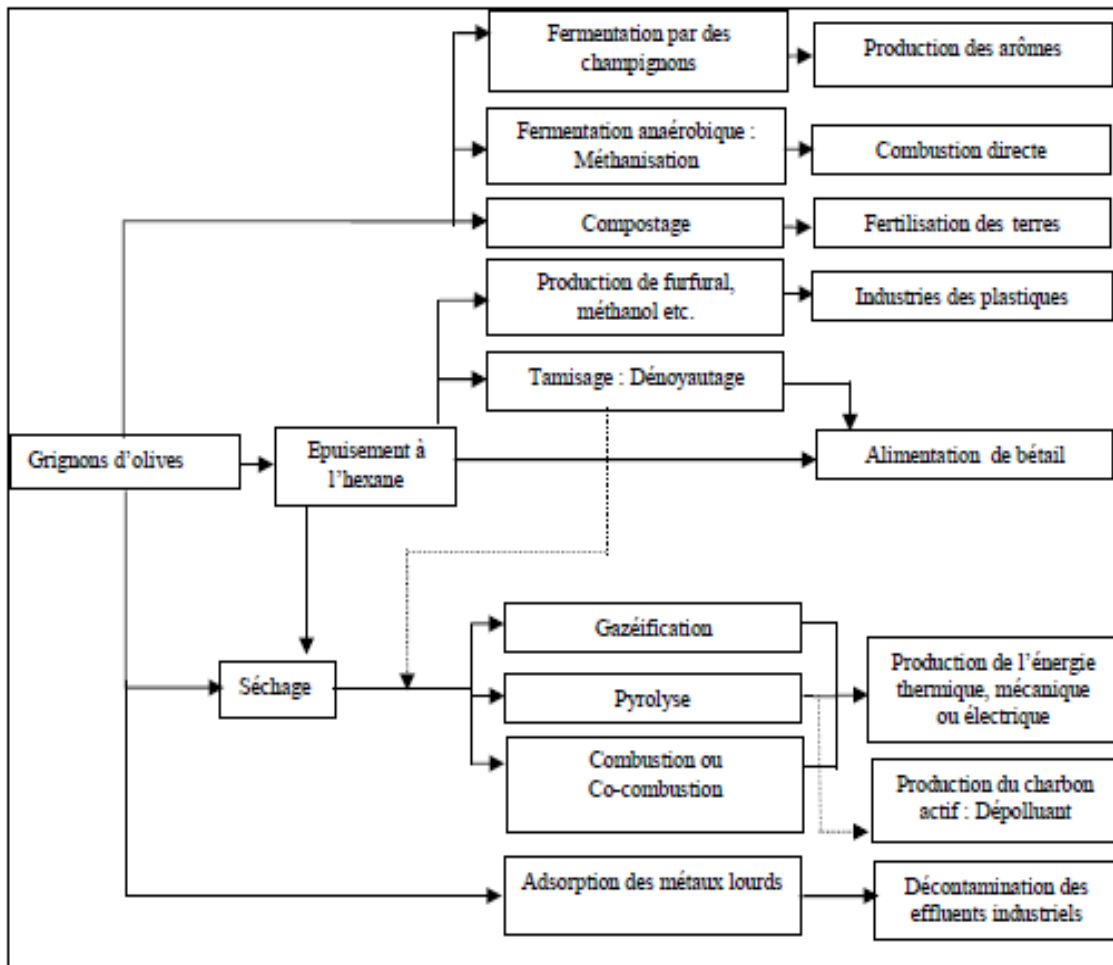 Fermentation par des
champignons
Production des arômes
Fermentation anaérobique :
Méthanisation
Combustion directe
Compostage
Fertilisation des terres
Production de furfural,
méthanol etc.
Industries des plastiques
Tamisage : Dénoyautage
Grignons d’olives
Epuisement à
l’hexane
Alimentation de bétail
Séchage
Gazéification
Pyrolyse
Combustion ou
Co-combustion
Production de l’énergie
thermique, mécanique
ou électrique
Production du charbon
actif : Dépolluant
Adsorption des métaux lourds
Décontamination des
effluents industriels